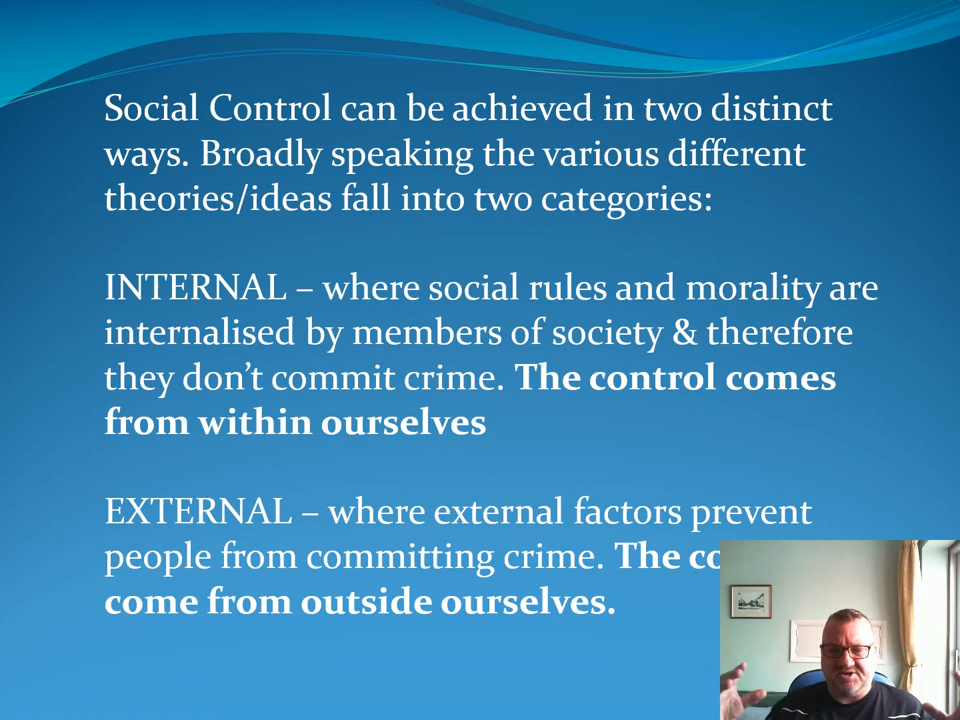 Social Control can be achieved in two distinct
ways. Broadly speaking the various different
theories/ideas fall into two categories:
INTERNAL – where social rules and morality are
internalised by members of society & therefore
they don't commit crime. The control comes
from within ourselves
EXTERNAL – where external factors prevent
people from committing crime. The
come from outside ourselves.